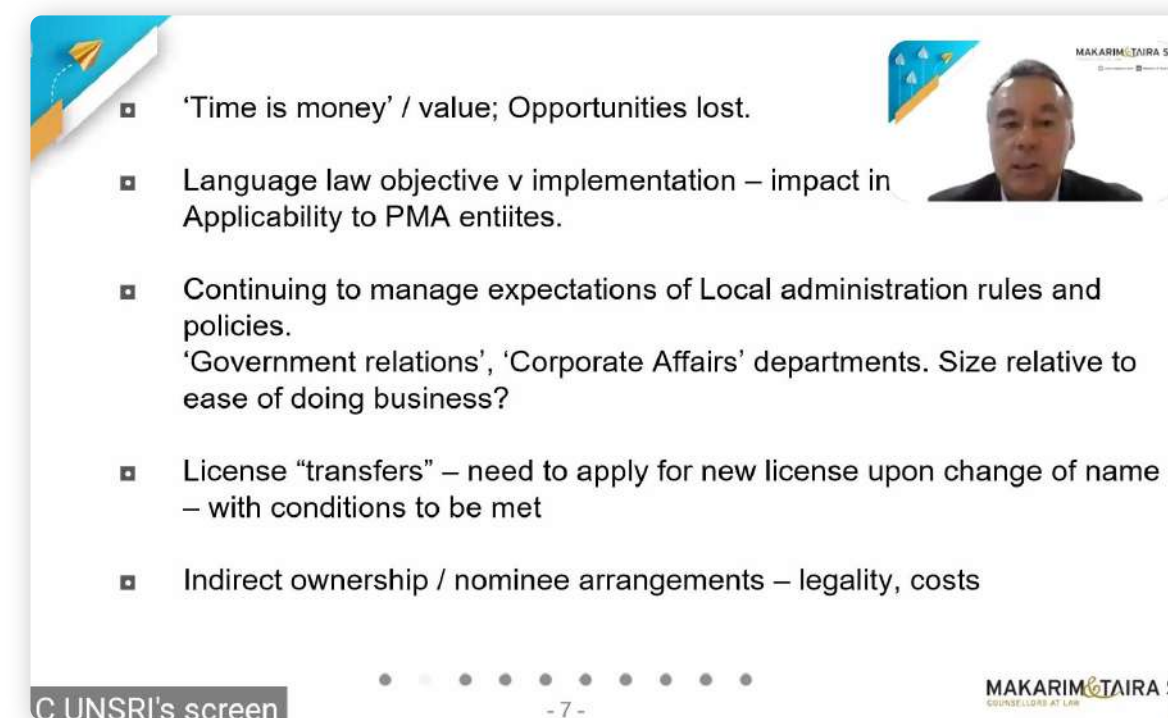 ‘Time is money’ / value; Opportunities lost.
MAKARIM&TAIRA S
Language law objective v implementation – impact in
Applicability to PMA entiites.
Continuing to manage expectations of Local administration rules and
policies.
‘Government relations’, ‘Corporate Affairs’ departments. Size relative to
ease of doing business?
License “transfers” – need to apply for new license upon change of name
– with conditions to be met
Indirect ownership / nominee arrangements – legality, costs
C UNSRI's screen
- 7 -
MAKARIM&TAIRA S
COUNSELLORS AT LAW